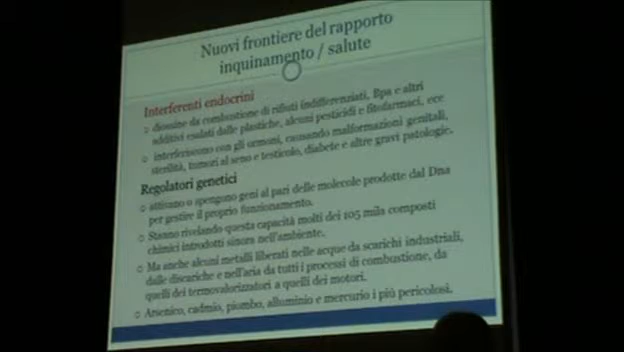 Nuovi frontiere del rapporto
inquinamento / salute
Interferenti endocrini
diossine da combustione di rifiuti indifferenziati, Bpa e altri
additivi esalati dalle plastiche, alcuni pesticidi e fitofarmaci, ecc
interferiscono con gli ormoni, causando malformazioni genitali,
sterilità, tumori al seno e testicolo, diabete e altre gravi patologie.
Regolatori genetici
attivano o spengono geni al pari delle molecole prodotte dal Dna
per gestire il proprio funzionamento.
Stanno rivelando questa capacità molti dei 105 mila composti
chimici introdotti sinora nell'ambiente.
Ma anche alcuni metalli liberati nelle acque da scarichi industriali,
dalle discariche e nell'aria da tutti i processi di combustione, da
quelli dei termovalorizzatori a quelli dei motori.
Arsenico, cadmio, piombo, alluminio e mercurio i più pericolosi.